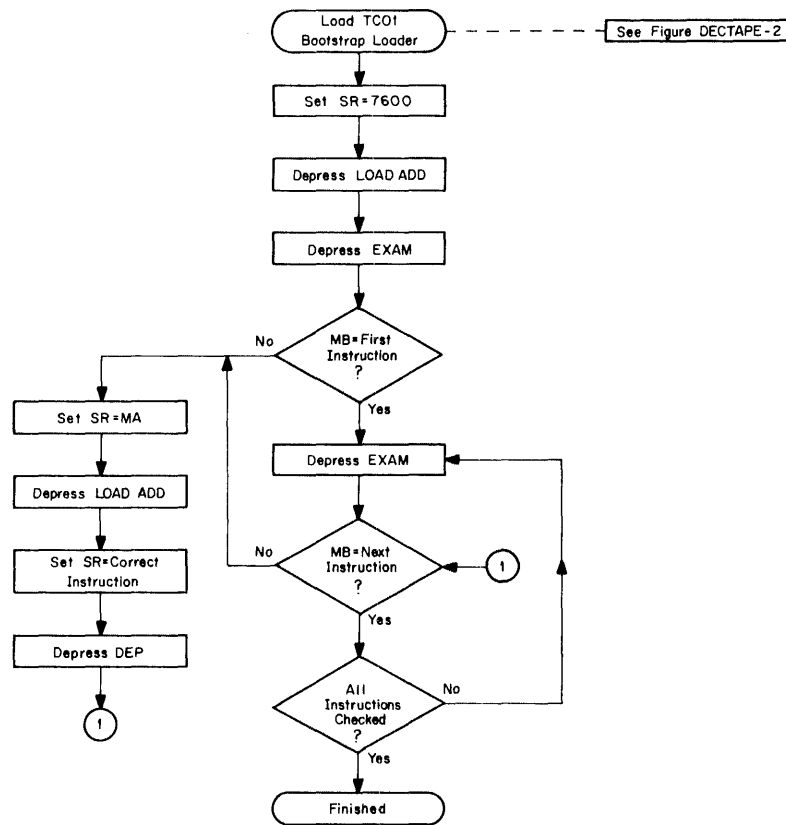 Load TC01
Bootstrap Loader
See Figure DECTAPE-2
Set SR=7600
Depress LOAD ADD
Depress EXAM
No
MB=First
Instruction
?
Yes
Set SR=MA
Depress EXAM
Depress LOAD ADD
No
MB=Next
Instruction
?
1
Set SR=Correct
Instruction
Yes
Depress DEP
All
Instructions
Checked
?
No
1
Yes
Finished